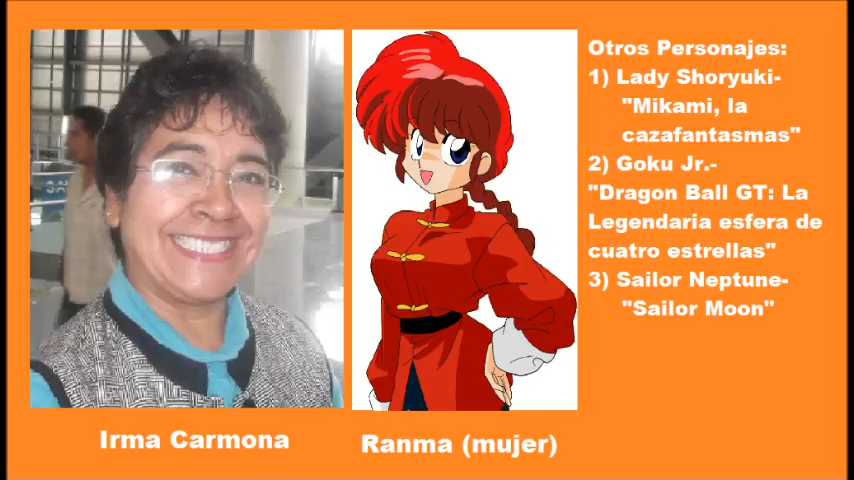 Otros Personajes:
1) Lady Shoryuki-
"Mikami, la
cazafantasmas"
2) Goku Jr.-
"Dragon Ball GT: La
Legendaria esfera de
cuatro estrellas"
3) Sailor Neptune-
"Sailor Moon"
Irma Carmona
Ranma (mujer)